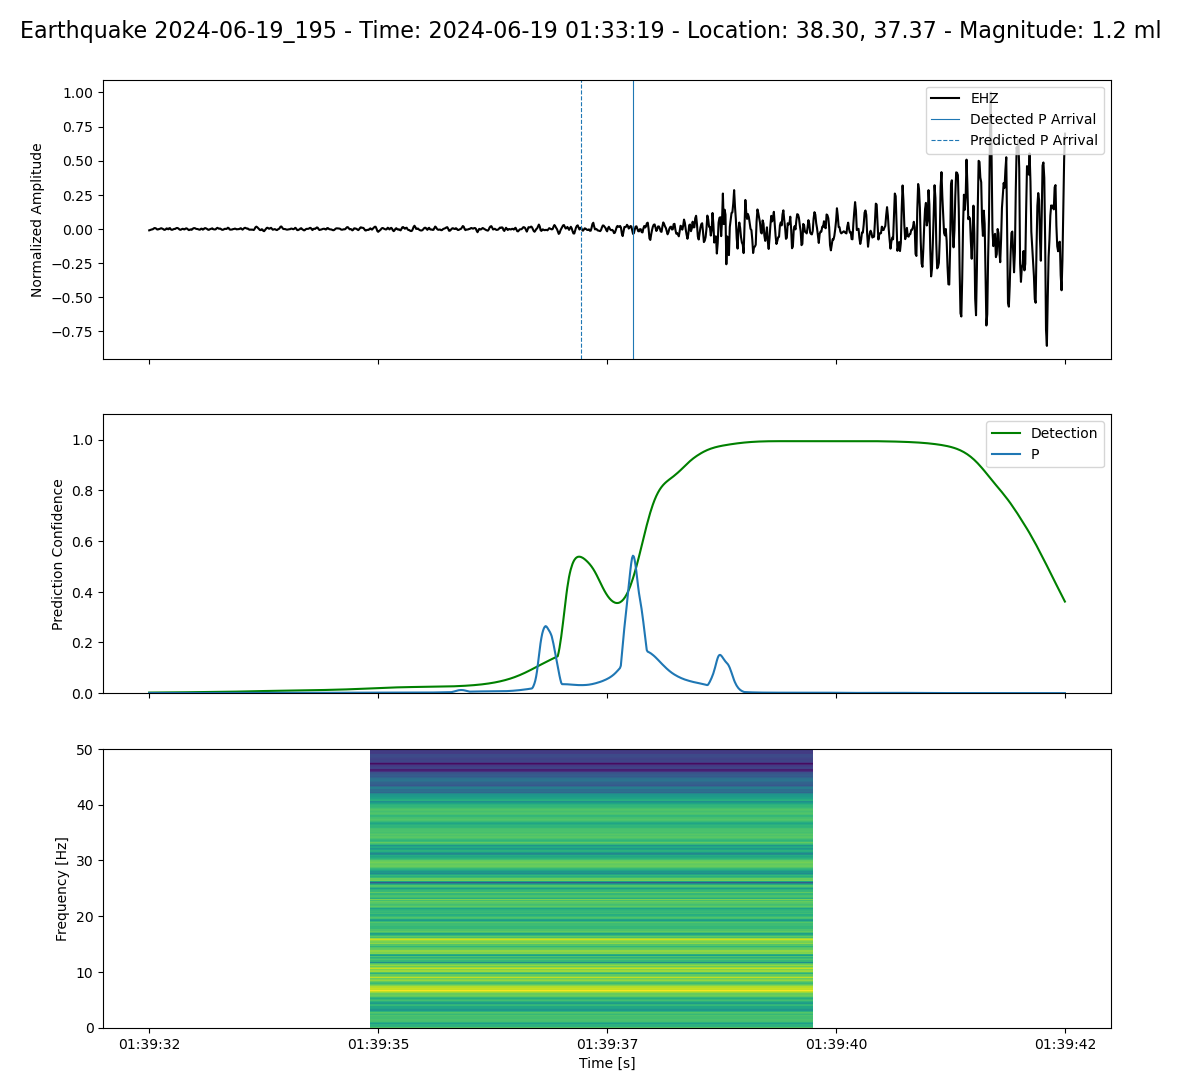 Earthquake 2024-06-19_195 - Time: 2024-06-19 01:33:19 - Location: 38.30, 37.37 - Magnitude: 1.2 ml
Normalized Amplitude
1.00
0.75
0.50
0.25
0.00
−0.25
−0.50
−0.75
EHZ
Detected P Arrival
Predicted P Arrival
Prediction Confidence
1.0
0.8
0.6
0.4
0.2
0.0
Detection
P
Frequency [Hz]
50
40
30
20
10
0
01:39:32 01:39:35 01:39:37 01:39:40 01:39:42
Time [s]